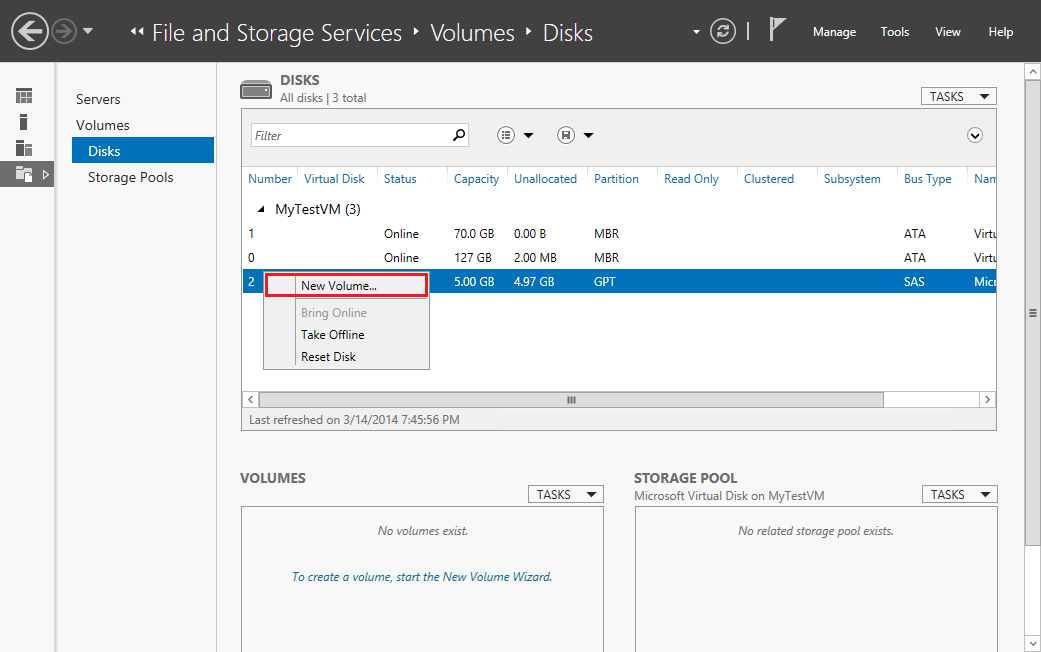 File and Storage Services Volumes Disks Manage Tools View Help
Servers
Volumes
Disks
Storage Pools
DISKS
All disks | 3 total
TASKS
Filter
Number Virtual Disk Status Capacity Unallocated Partition Read Only Clustered Subsystem Bus Type Nam
MyTestVM (3)
1 Online 70.0 GB 0.00 B MBR ATA Virtu
0 Online 127 GB 2.00 MB MBR ATA Virtu
2 5.00 GB 4.97 GB GPT SAS Micr
New Volume...
Bring Online
Take Offline
Reset Disk
Last refreshed on 3/14/2014 7:45:56 PM
VOLUMES
TASKS
No volumes exist.
To create a volume, start the New Volume Wizard.
STORAGE POOL
Microsoft Virtual Disk on MyTestVM
TASKS
No related storage pool exists.